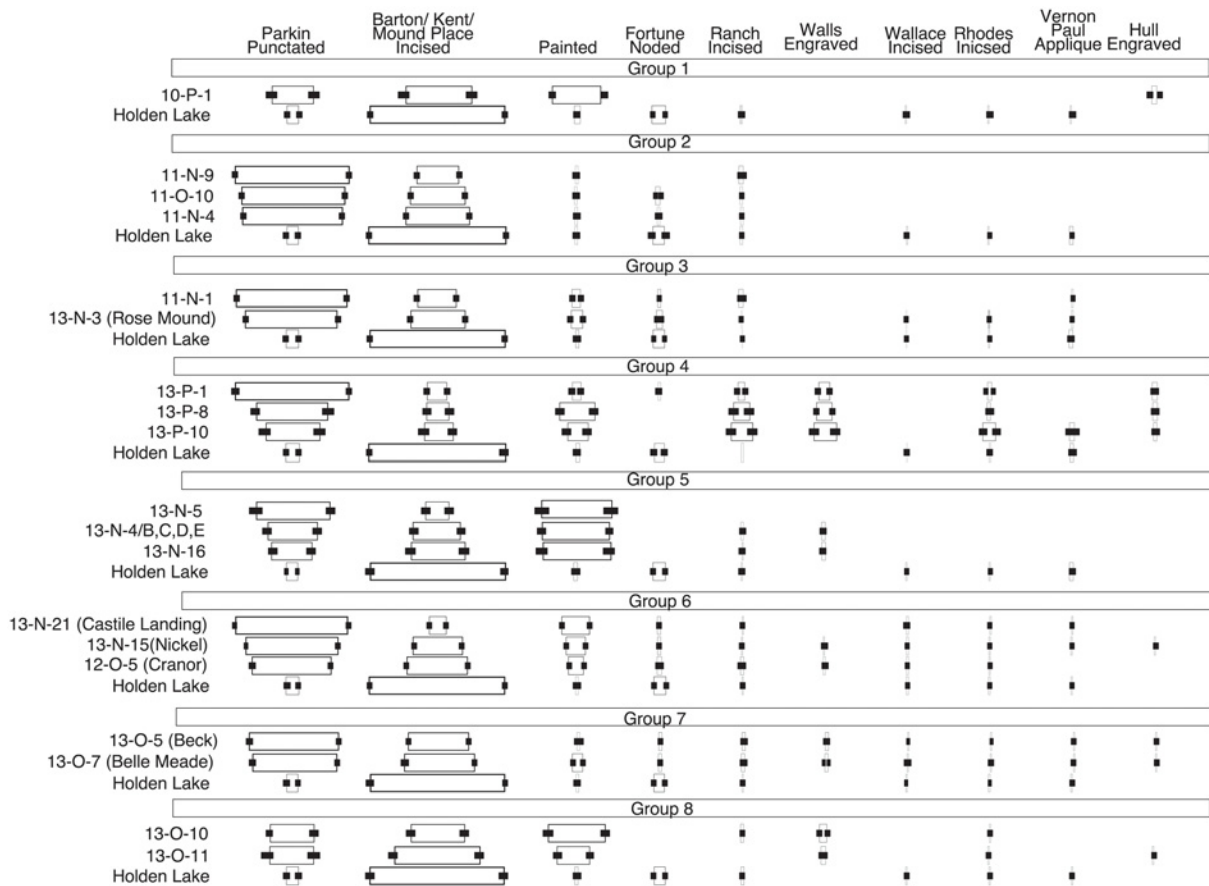 Parkin Punctated
Barton/ Kent/ Mound Place Incised
Painted
Fortune Noded
Ranch Incised
Walls Engraved
Wallace Incised
Rhodes Inicsed
Vernon Paul Applique
Hull Engraved
Group 1
10-P-1
Holden Lake
Group 2
11-N-9
11-O-10
11-N-4
Holden Lake
Group 3
11-N-1
13-N-3 (Rose Mound)
Holden Lake
Group 4
13-P-1
13-P-8
13-P-10
Holden Lake
Group 5
13-N-5
13-N-4/B,C,D,E
13-N-16
Holden Lake
Group 6
13-N-21 (Castile Landing)
13-N-15(Nickel)
12-O-5 (Cranor)
Holden Lake
Group 7
13-O-5 (Beck)
13-O-7 (Belle Meade)
Holden Lake
Group 8
13-O-10
13-O-11
Holden Lake